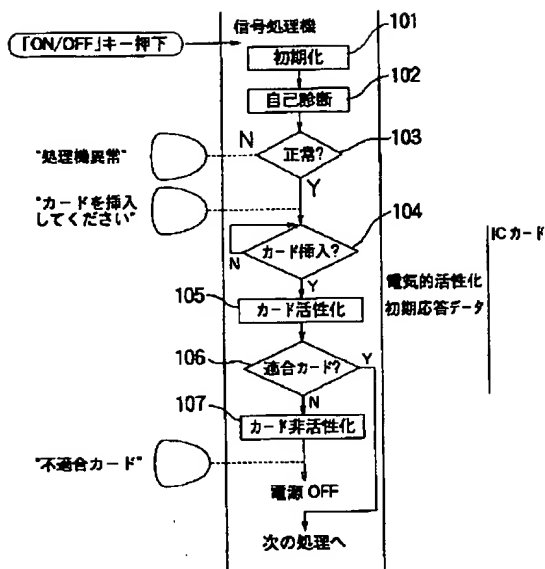 信号処理機
「ON/OFF」キー押下
101
初期化
102
自己診断
103
正常?
N
Y
"処理機異常"
"カードを挿入
してください"
104
カード挿入?
N
Y
ICカード
電気的活性化
初期応答データ
105
カード活性化
106
適合カード?
Y
N
107
カード非活性化
"不適合カード"
電源 OFF
次の処理へ